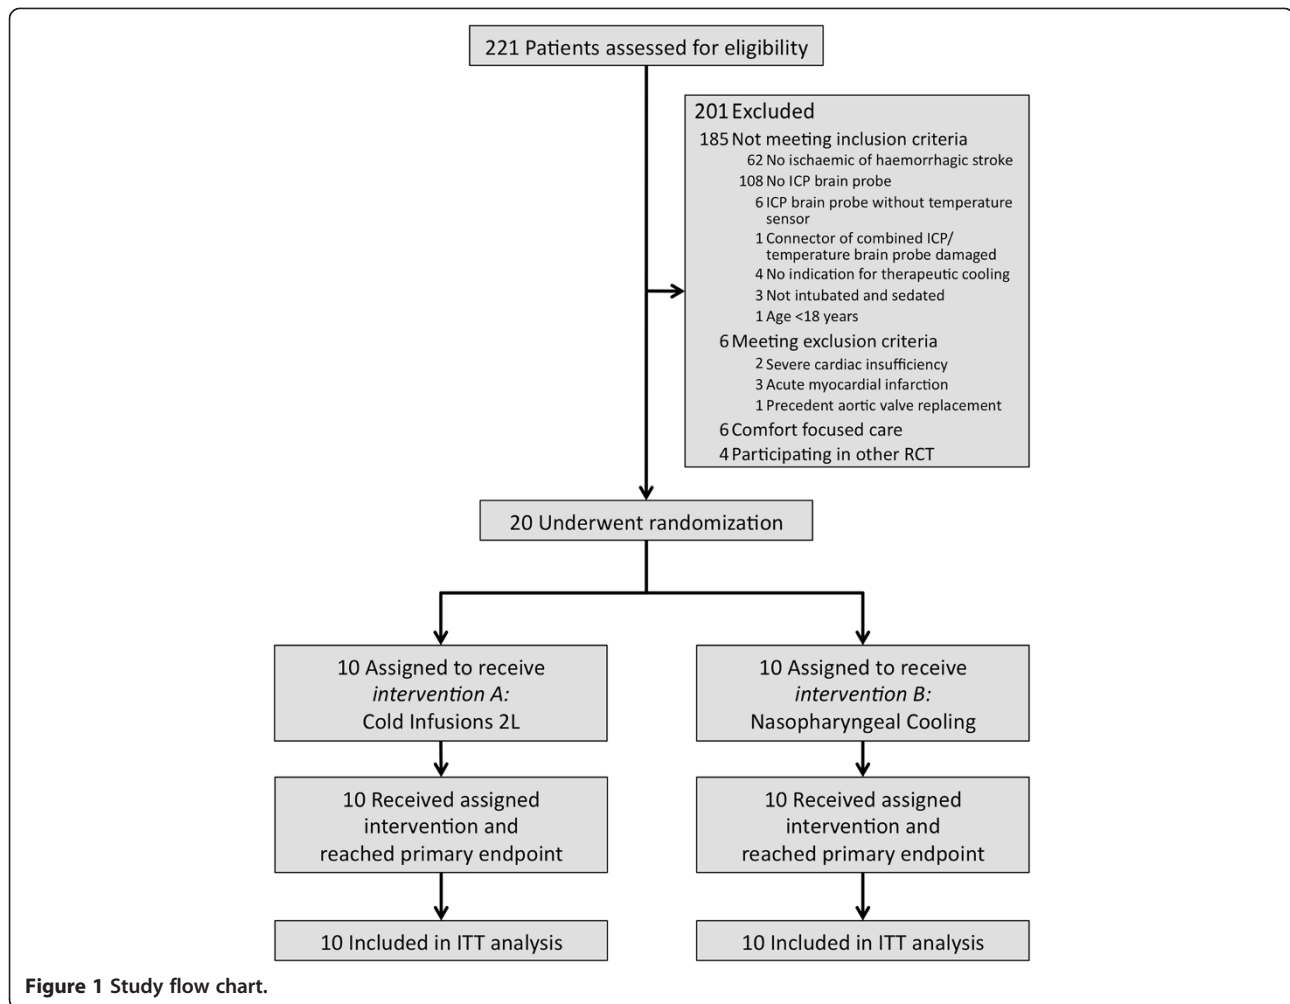 221 Patients assessed for eligibility
201 Excluded
185 Not meeting inclusion criteria
62 No ischaemic of haemorrhagic stroke
108 No ICP brain probe
6 ICP brain probe without temperature
sensor
1 Connector of combined ICP/
temperature brain probe damaged
4 No indication for therapeutic cooling
3 Not intubated and sedated
1 Age <18 years
6 Meeting exclusion criteria
2 Severe cardiac insufficiency
3 Acute myocardial infarction
1 Precedent aortic valve replacement
6 Comfort focused care
4 Participating in other RCT
20 Underwent randomization
10 Assigned to receive
intervention A:
Cold Infusions 2L
10 Assigned to receive
intervention B:
Nasopharyngeal Cooling
10 Received assigned
intervention and
reached primary endpoint
10 Received assigned
intervention and
reached primary endpoint
10 Included in ITT analysis
10 Included in ITT analysis
Figure 1 Study flow chart.